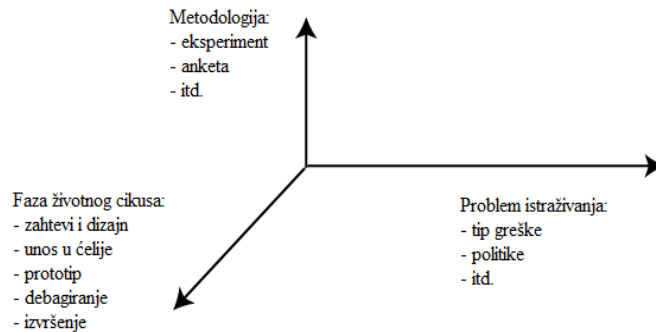 Metodologija:
- eksperiment
- anketa
- itd.
Faza životnog cikusa:
- zahtevi i dizajn
- unos u ćelije
- prototip
- debagiranje
- izvršenje
Problem istraživanja:
- tip greške
- politike
- itd.